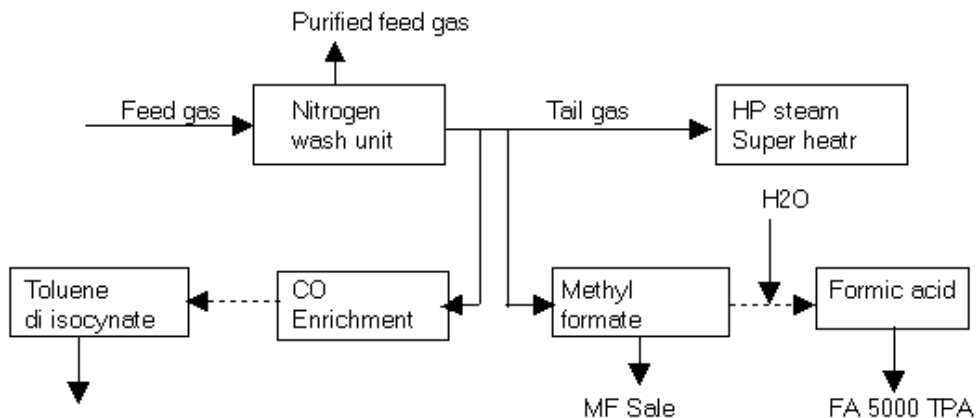 Purified feed gas
Feed gas
Nitrogen
wash unit
Tail gas
HP steam
Super heatr
H2O
Toluene
di isocynate
CO
Enrichment
Methyl
formate
Formic acid
MF Sale
FA 5000 TPA